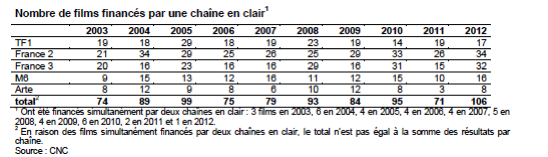 Nombre de films financés par une chaîne en clair¹
2003 2004 2005 2006 2007 2008 2009 2010 2011 2012
TF1 19 18 29 18 19 23 19 14 19 17
France 2 21 34 29 25 26 25 29 33 26 34
France 3 20 16 23 16 16 29 16 31 15 32
M6 9 15 13 12 16 11 12 15 10 16
Arte 8 12 9 8 6 10 12 8 3 8
total² 74 89 99 75 79 93 84 95 71 106
¹ Ont été financés simultanément par deux chaînes en clair : 3 films en 2003, 6 en 2004, 4 en 2005, 4 en 2006, 4 en 2007, 5 en
2008, 4 en 2009, 6 en 2010, 2 en 2011 et 1 en 2012.
² En raison des films simultanément financés par deux chaînes en clair, le total n'est pas égal à la somme des résultats par
chaîne.
Source : CNC